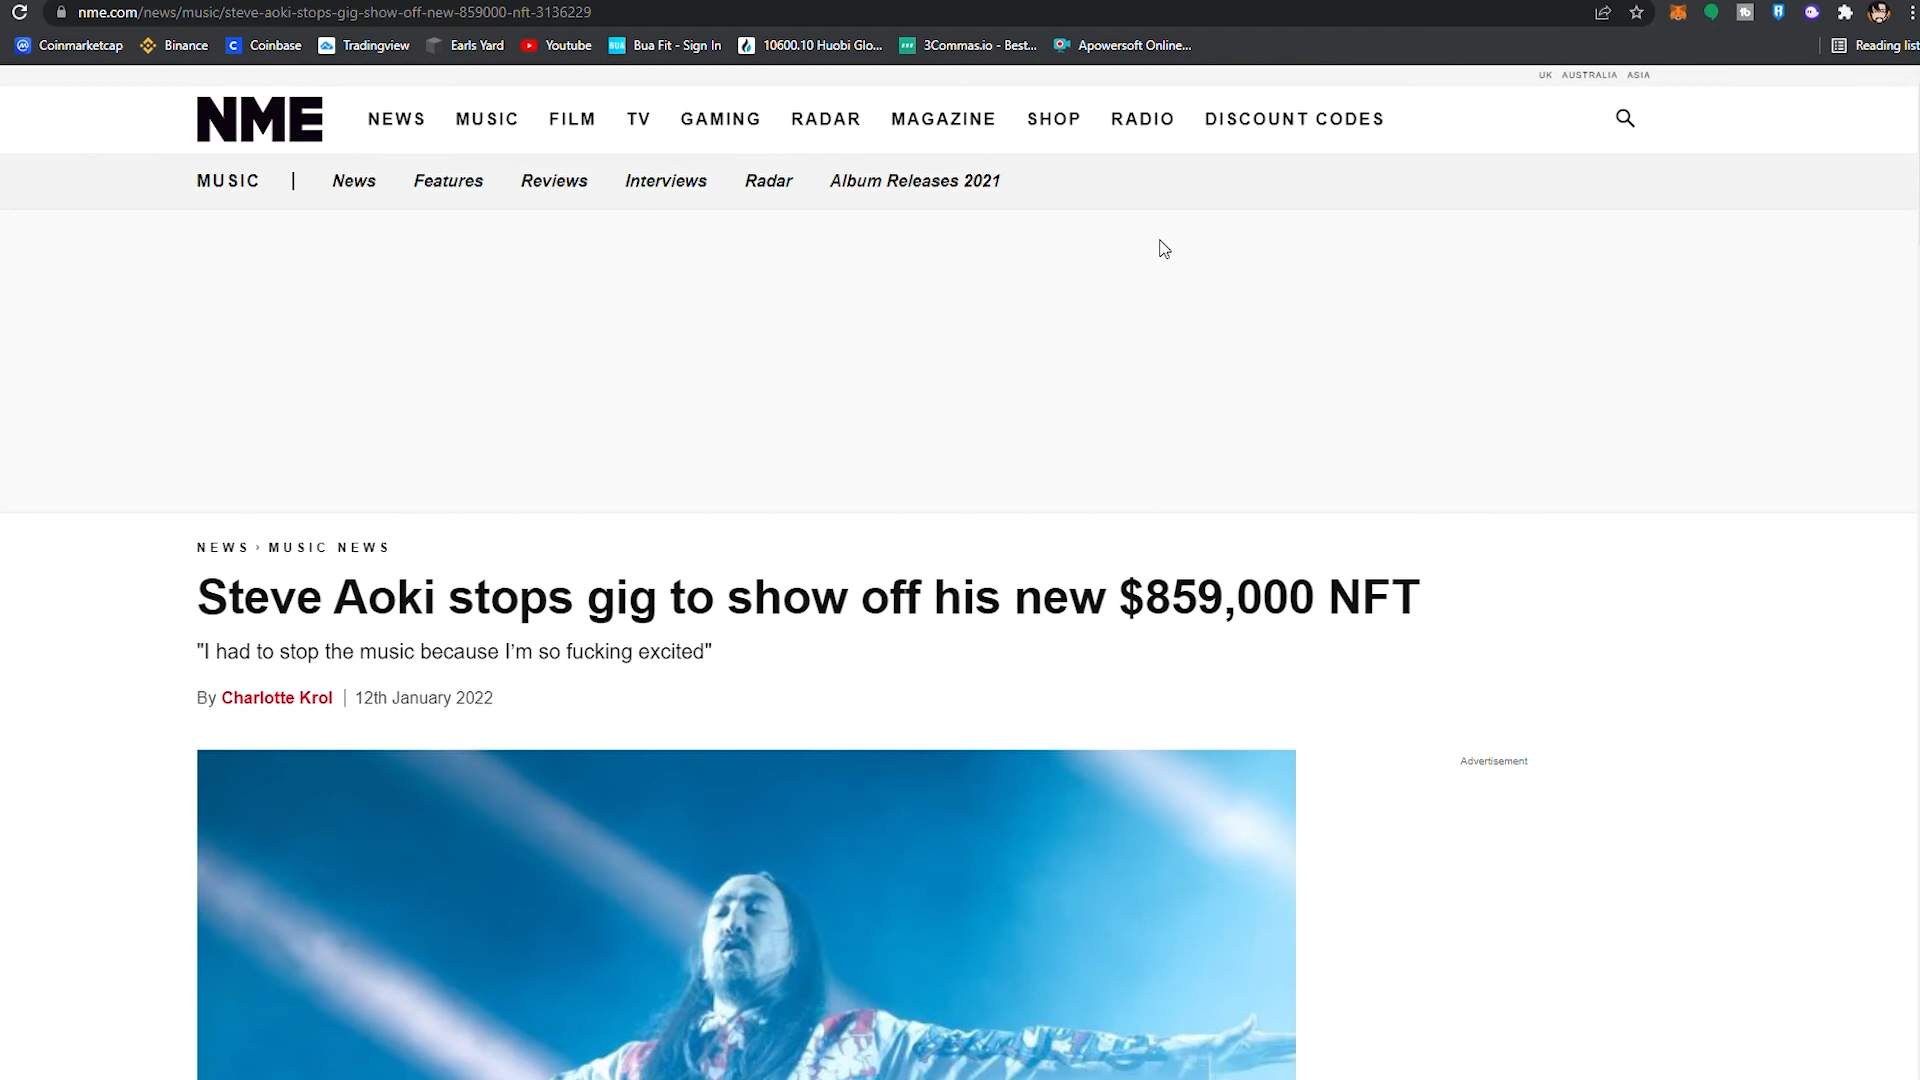 nme.com/news/music/steve-aoki-stops-gig-show-off-new-859000-nft-3136229
Coinmarketcap Binance Coinbase Tradingview Earls Yard Youtube BUA Bua Fit - Sign In 10600.10 Huobi Glo... 3Commas.io - Best... Apowersoft Online... Reading list
UK AUSTRALIA ASIA
NME NEWS MUSIC FILM TV GAMING RADAR MAGAZINE SHOP RADIO DISCOUNT CODES
MUSIC | News Features Reviews Interviews Radar Album Releases 2021
NEWS › MUSIC NEWS
Steve Aoki stops gig to show off his new $859,000 NFT
"I had to stop the music because I’m so fucking excited"
By Charlotte Krol | 12th January 2022
Advertisement